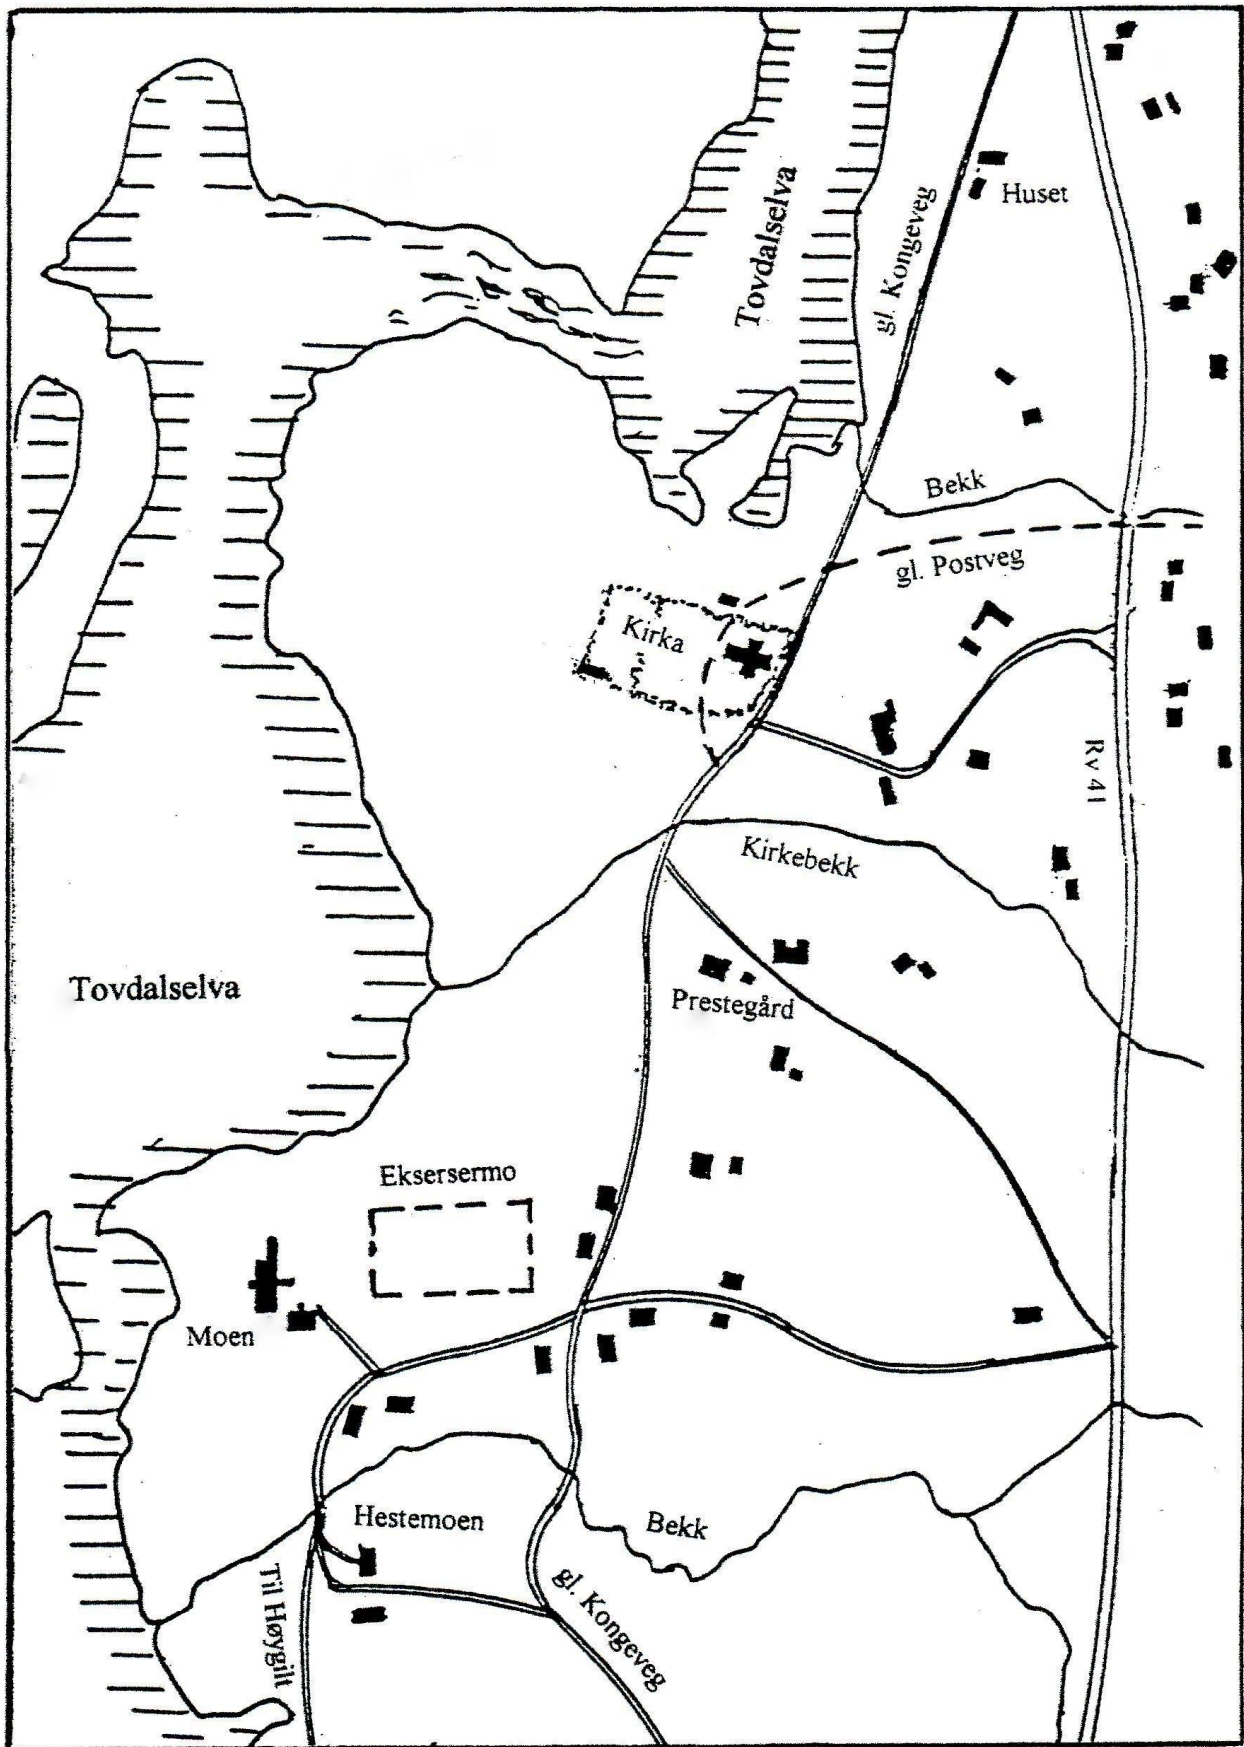 Huset
Tovdalselva
gl. Kongeveg
Bekk
gl. Postveg
Kirka
Rv 41
Kirkebekk
Tovdalselva
Prestegård
Eksersermo
Moen
Hestemoen
Bekk
Til Høygilt
gl. Kongeveg